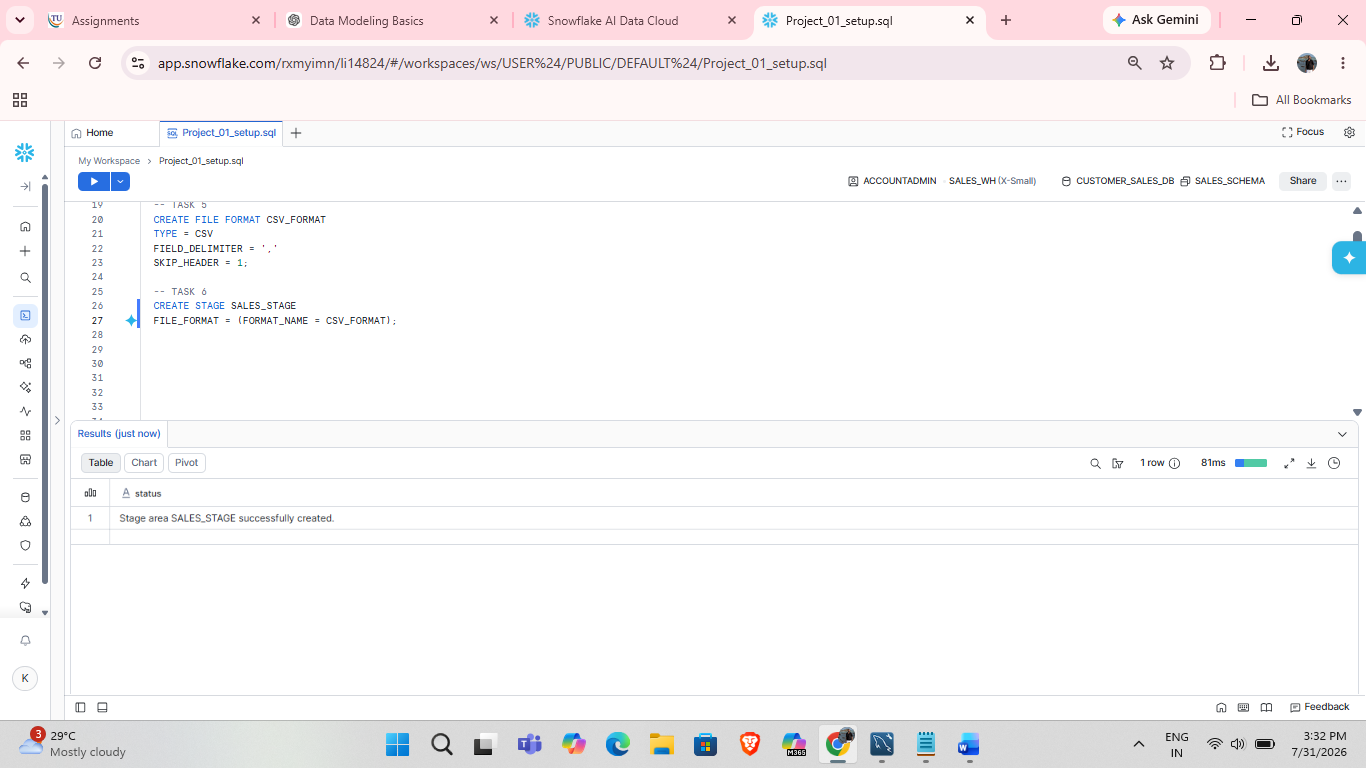 Assignments
Data Modeling Basics
Snowflake AI Data Cloud
Project_01_setup.sql
Ask Gemini
app.snowflake.com/rxmyimn/li14824/#/workspaces/ws/USER%24/PUBLIC/DEFAULT%24/Project_01_setup.sql
All Bookmarks
Home
Project_01_setup.sql
Focus
My Workspace > Project_01_setup.sql
ACCOUNTADMIN SALES_WH (X-Small) CUSTOMER_SALES_DB SALES_SCHEMA Share
19 -- TASK 5
20 CREATE FILE FORMAT CSV_FORMAT
21 TYPE = CSV
22 FIELD_DELIMITER = ','
23 SKIP_HEADER = 1;
24
25 -- TASK 6
26 CREATE STAGE SALES_STAGE
27 FILE_FORMAT = (FORMAT_NAME = CSV_FORMAT);
28
29
30
31
32
33
Results (just now)
Table Chart Pivot 1 row 81ms
A status
1 Stage area SALES_STAGE successfully created.
K
Feedback
3 29°C
Mostly cloudy
M365
ENG
IN
3:32 PM
7/31/2026